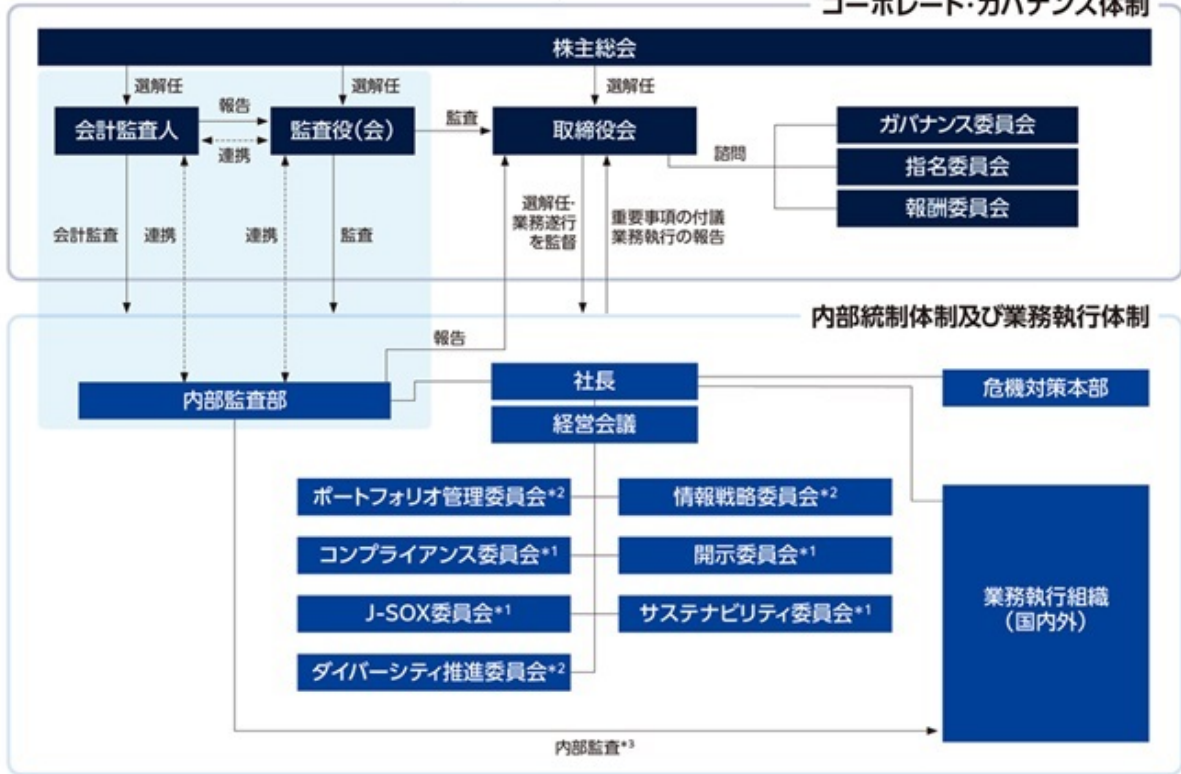 コーポレート・ガバナンス体制
株主総会
選解任
選解任
選解任
会計監査人
報告
連携
監査役(会)
監査
取締役会
諮問
ガバナンス委員会
指名委員会
報酬委員会
会計監査
連携
連携
監査
選解任・
業務遂行
を監督
重要事項の付議
業務執行の報告
内部統制体制及び業務執行体制
報告
内部監査部
社長
経営会議
危機対策本部
ポートフォリオ管理委員会*2
情報戦略委員会*2
コンプライアンス委員会*1
開示委員会*1
J-SOX委員会*1
サステナビリティ委員会*1
ダイバーシティ推進委員会*2
業務執行組織
(国内外)
内部監査*3